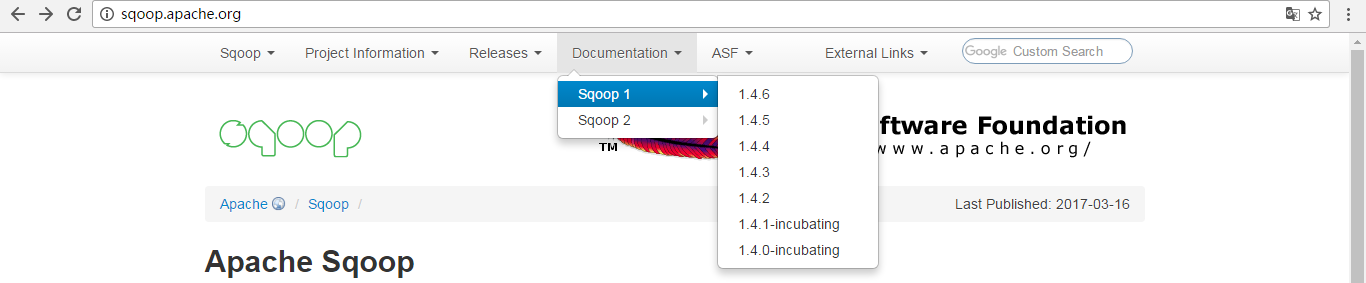 sqoop.apache.org
Sqoop Project Information Releases Documentation ASF External Links Google Custom Search
Sqoop 1 1.4.6
Sqoop 2 1.4.5
sqoop ftware Foundation
TM www.apache.org/
1.4.4
1.4.3
1.4.2
Apache / Sqoop / Last Published: 2017-03-16
1.4.1-incubating
1.4.0-incubating
Apache Sqoop